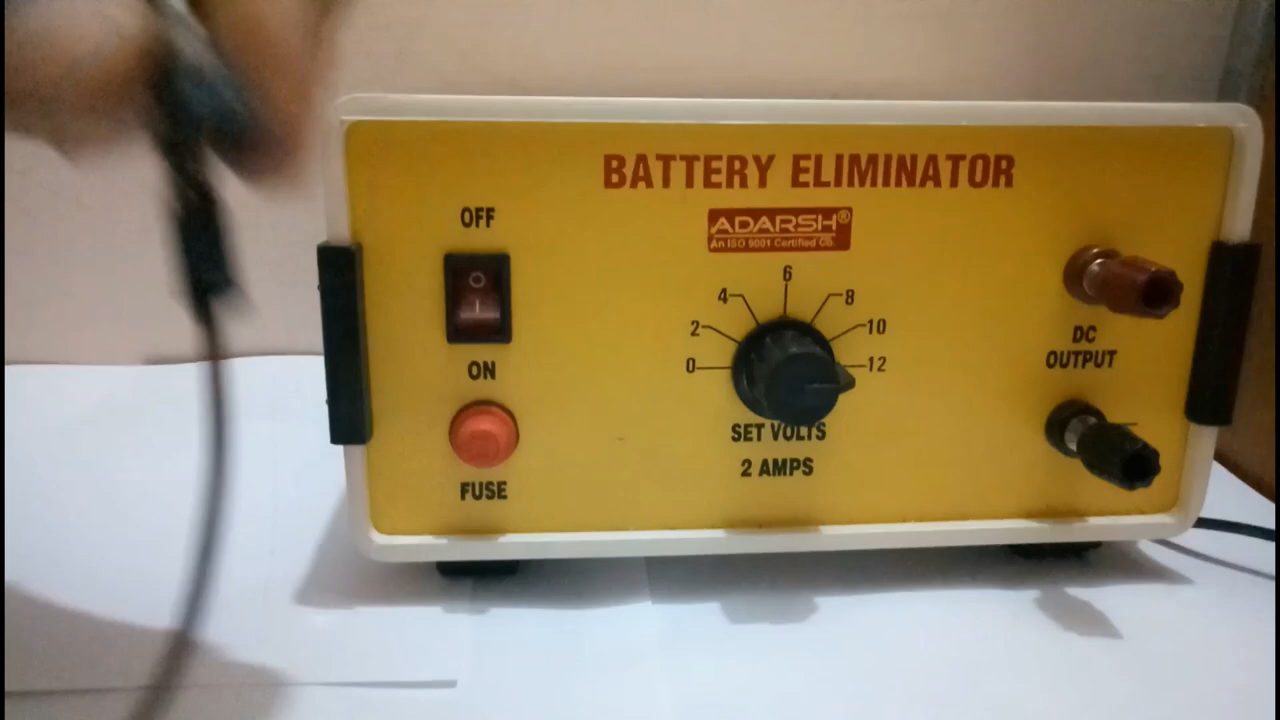 BATTERY ELIMINATOR
ADARSH®
An ISO 9001 Certified Co.
OFF
O
I
ON
FUSE
6
4
8
2
10
0
12
SET VOLTS
2 AMPS
DC
OUTPUT